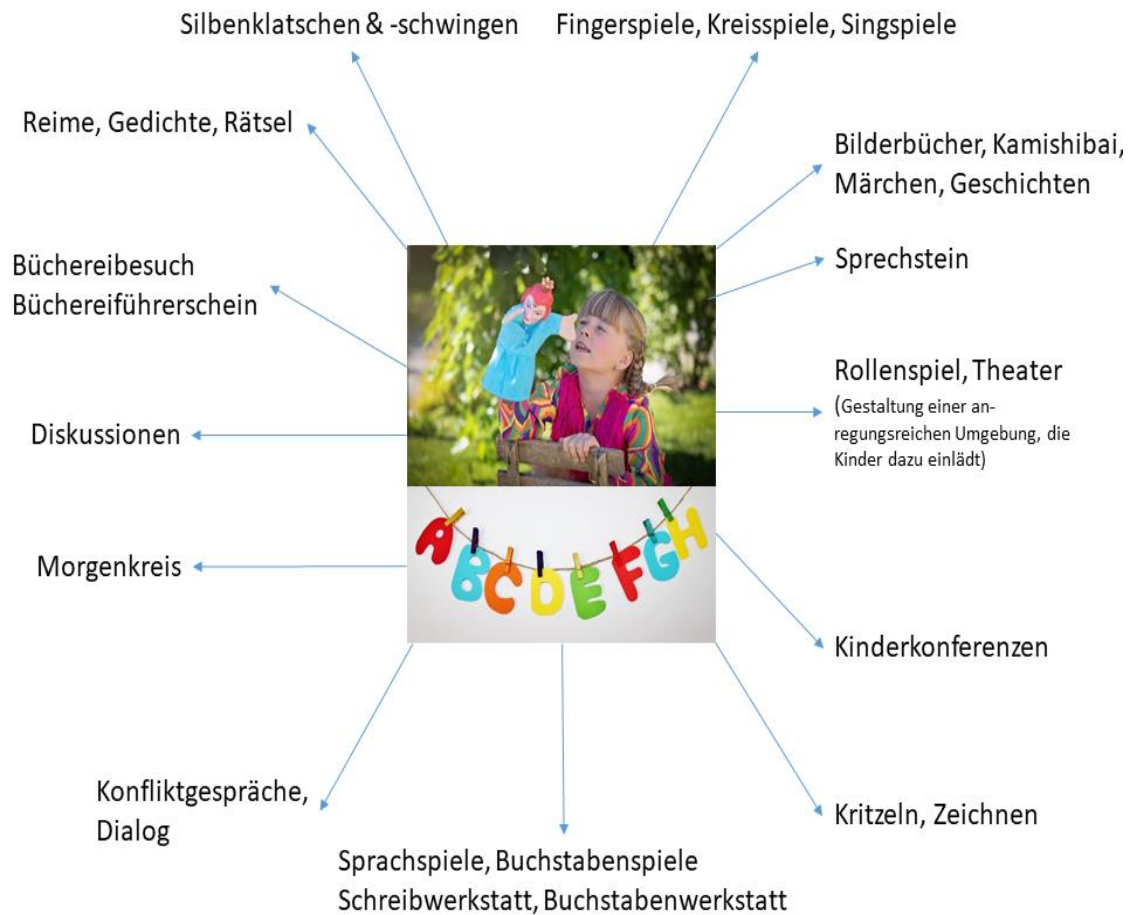 Silbenklatschen & -schwingen
Fingerspiele, Kreisspiele, Singspiele
Reime, Gedichte, Rätsel
Bilderbücher, Kamishibai,
Märchen, Geschichten
Büchereibesuch
Büchereiführerschein
Sprechstein
Rollenspiel, Theater
(Gestaltung einer an-
regungsreichen Umgebung, die
Kinder dazu einlädt)
Diskussionen
A B C D E F G H
Morgenkreis
Kinderkonferenzen
Konfliktgespräche,
Dialog
Kritzeln, Zeichnen
Sprachspiele, Buchstabenspiele
Schreibwerkstatt, Buchstabenwerkstatt